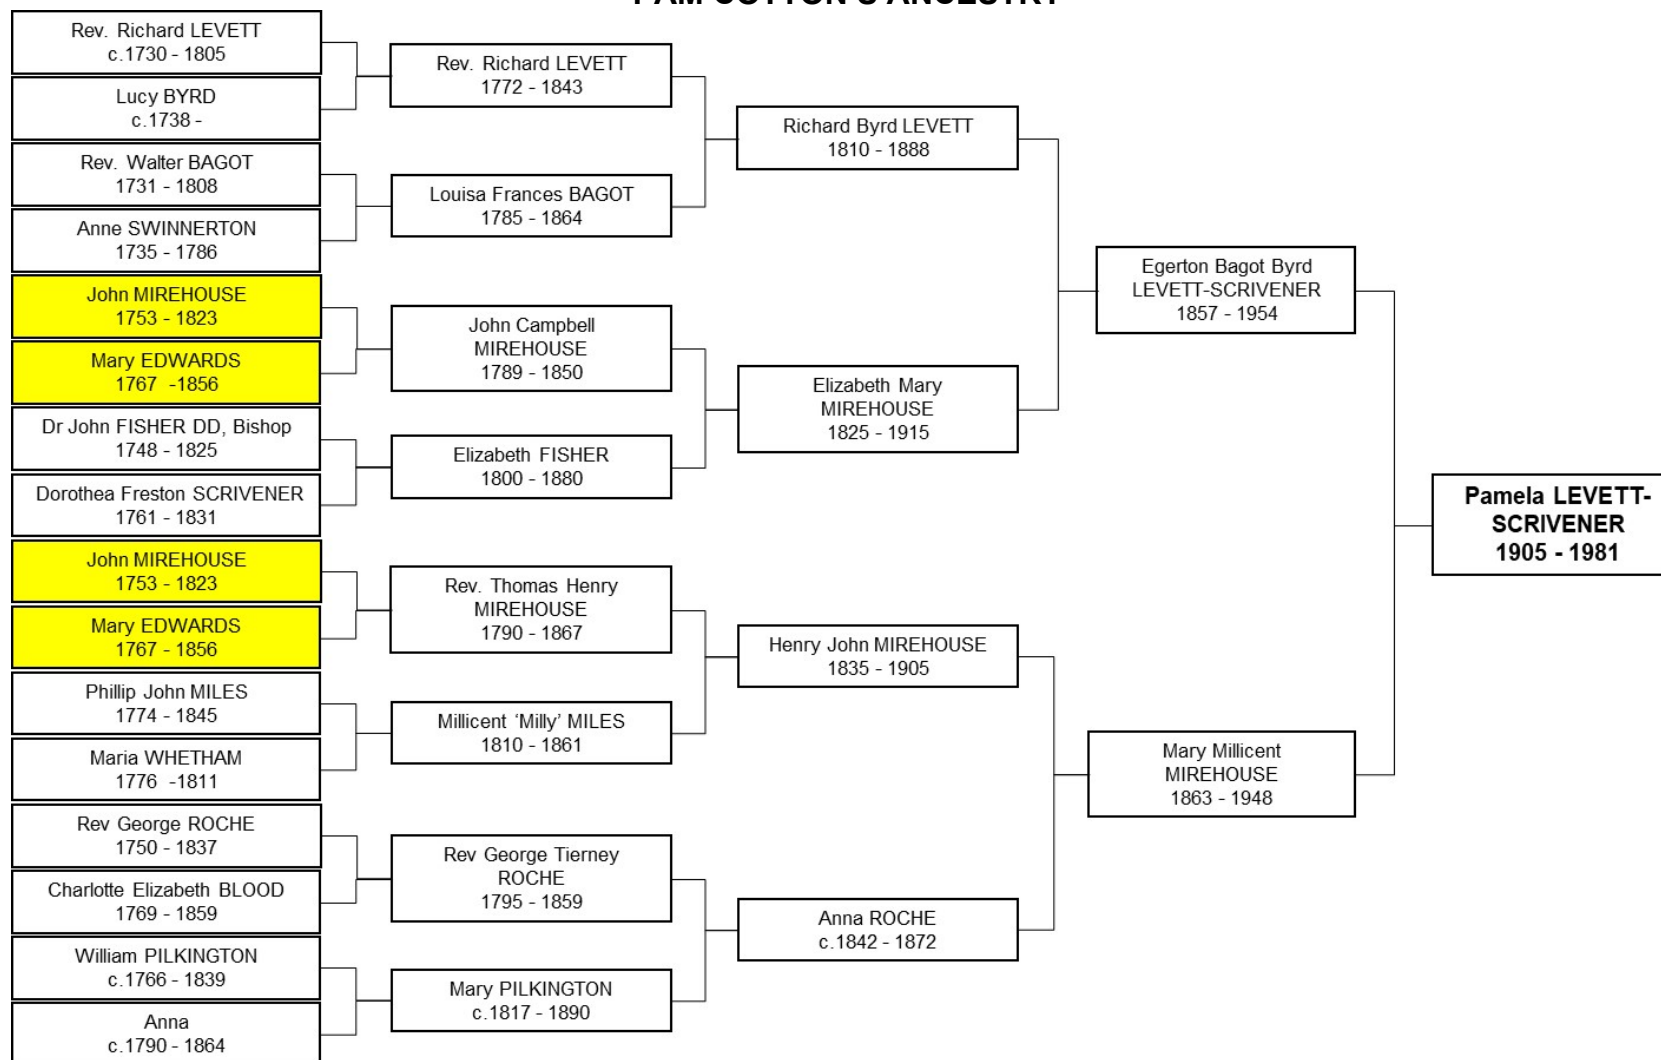 PAM COTTON'S ANCESTRY
Rev. Richard LEVETT
c.1730 - 1805
Lucy BYRD
c.1738 -
Rev. Walter BAGOT
1731 - 1808
Anne SWINNERTON
1735 - 1786
John MIREHOUSE
1753 - 1823
Mary EDWARDS
1767 -1856
Dr John FISHER DD, Bishop
1748 - 1825
Dorothea Freston SCRIVENER
1761 - 1831
John MIREHOUSE
1753 - 1823
Mary EDWARDS
1767 - 1856
Phillip John MILES
1774 - 1845
Maria WHETHAM
1776 -1811
Rev George ROCHE
1750 - 1837
Charlotte Elizabeth BLOOD
1769 - 1859
William PILKINGTON
c.1766 - 1839
Anna
c.1790 - 1864
Rev. Richard LEVETT
1772 - 1843
Louisa Frances BAGOT
1785 - 1864
John Campbell
MIREHOUSE
1789 - 1850
Elizabeth FISHER
1800 - 1880
Rev. Thomas Henry
MIREHOUSE
1790 - 1867
Millicent ‘Milly’ MILES
1810 - 1861
Rev George Tierney
ROCHE
1795 - 1859
Mary PILKINGTON
c.1817 - 1890
Richard Byrd LEVETT
1810 - 1888
Elizabeth Mary
MIREHOUSE
1825 - 1915
Henry John MIREHOUSE
1835 - 1905
Anna ROCHE
c.1842 - 1872
Egerton Bagot Byrd
LEVETT-SCRIVENER
1857 - 1954
Mary Millicent
MIREHOUSE
1863 - 1948
Pamela LEVETT-
SCRIVENER
1905 - 1981